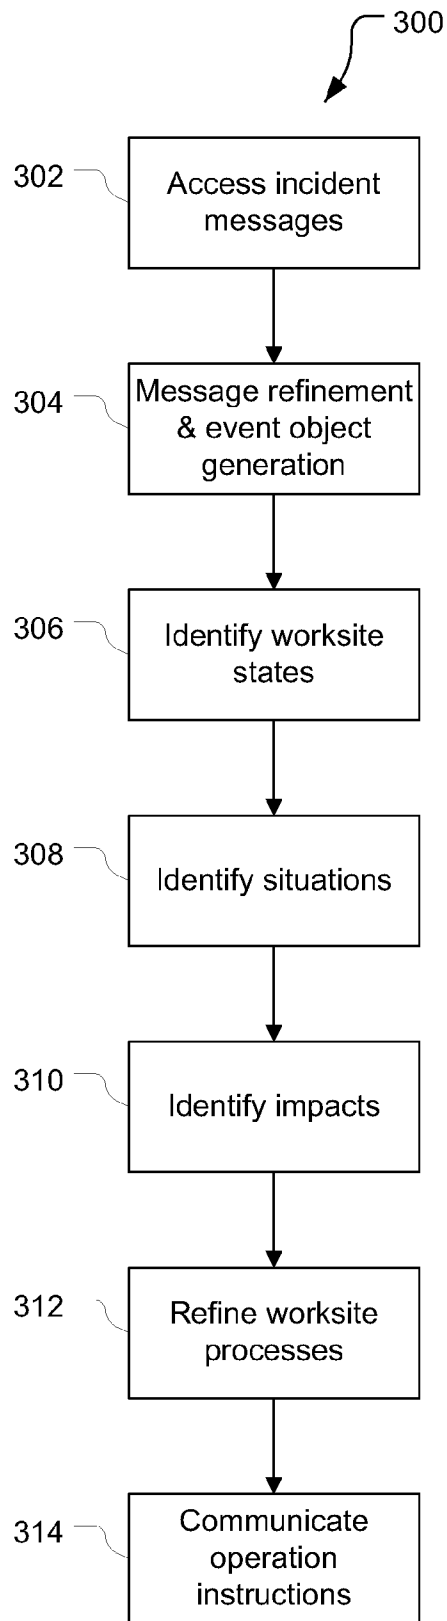 300
302
Access incident
messages
304
Message refinement
& event object
generation
306
Identify worksite
states
308
Identify situations
310
Identify impacts
312
Refine worksite
processes
314
Communicate
operation
instructions